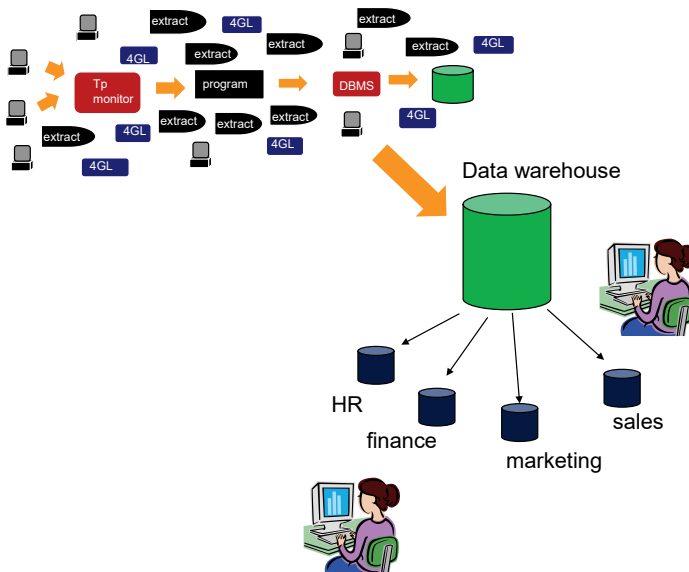 extract
4GL
extract
4GL
extract
4GL
extract
extract
4GL
Tp
monitor
program
DBMS
extract
4GL
extract
extract
extract
4GL
4GL
4GL
Data warehouse
HR
finance
marketing
sales